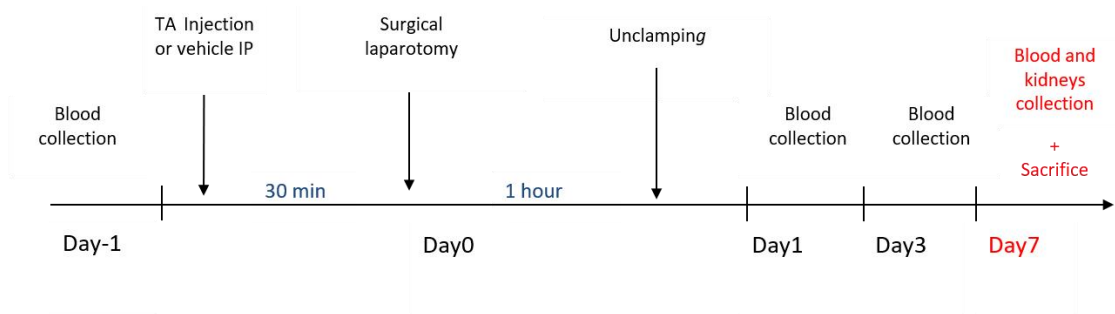 TA Injection
or vehicle IP
Surgical
laparotomy
Unclamping
Blood and
kidneys
collection
+
Sacrifice
Blood
collection
Blood
collection
Blood
collection
30 min
1 hour
Day-1
Day0
Day1
Day3
Day7